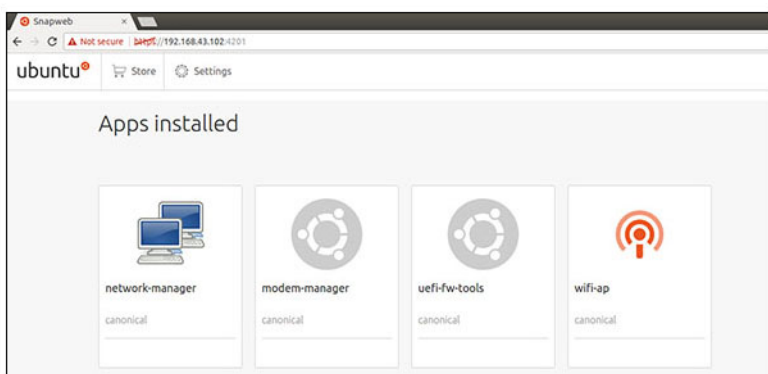 Snapweb ×
Not secure | https://192.168.43.102:4201
ubuntu® Store Settings
Apps installed
network-manager modem-manager uefi-fw-tools wifi-ap
canonical canonical canonical canonical